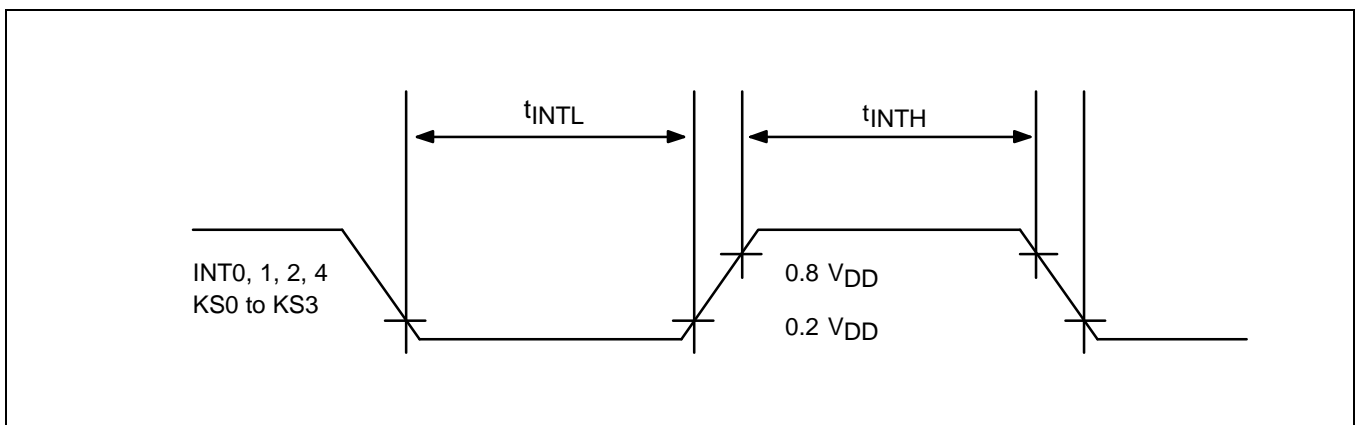 tINTL
tINTH
INT0, 1, 2, 4
KS0 to KS3
0.8 VDD
0.2 VDD